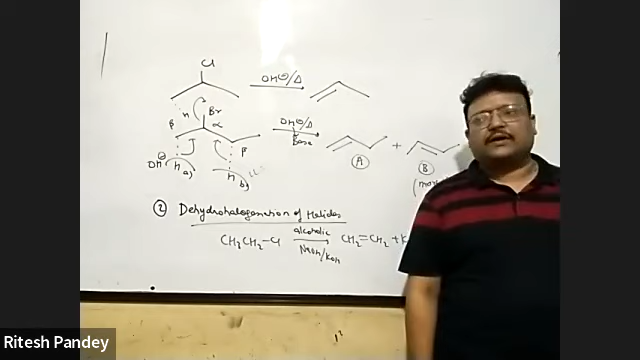 Cl
OH⊖/Δ
Br
α
β
H
OH⊖/Δ
Base
β
+
OH⊖
H
a)
H
b)
A
B
(major
② Dehydrohalogenation of Halides
CH3CH2-Cl alcoholic CH2=CH2 + K
NaOH/KOH
Ritesh Pandey